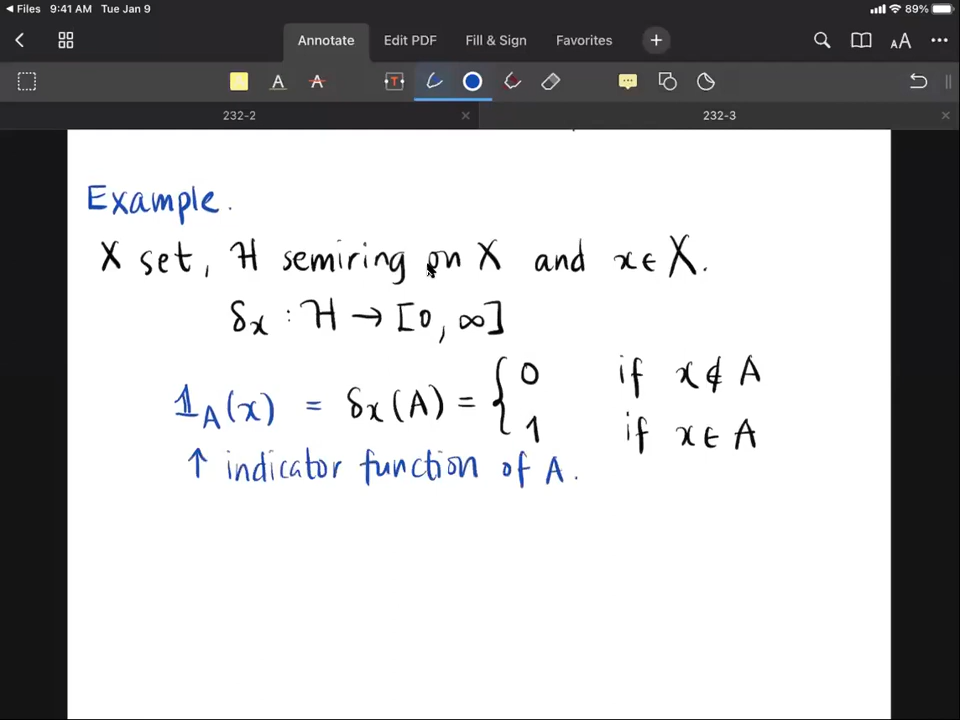 Files 9:41 AM Tue Jan 9 89%
Annotate Edit PDF Fill & Sign Favorites
232-2 232-3
Example.
X set, H semiring on X and x ∈ X.
δx : H → [0, ∞]
𝟙A(x) = δx(A) = { 0 if x ∉ A
1 if x ∈ A
↑ indicator function of A.